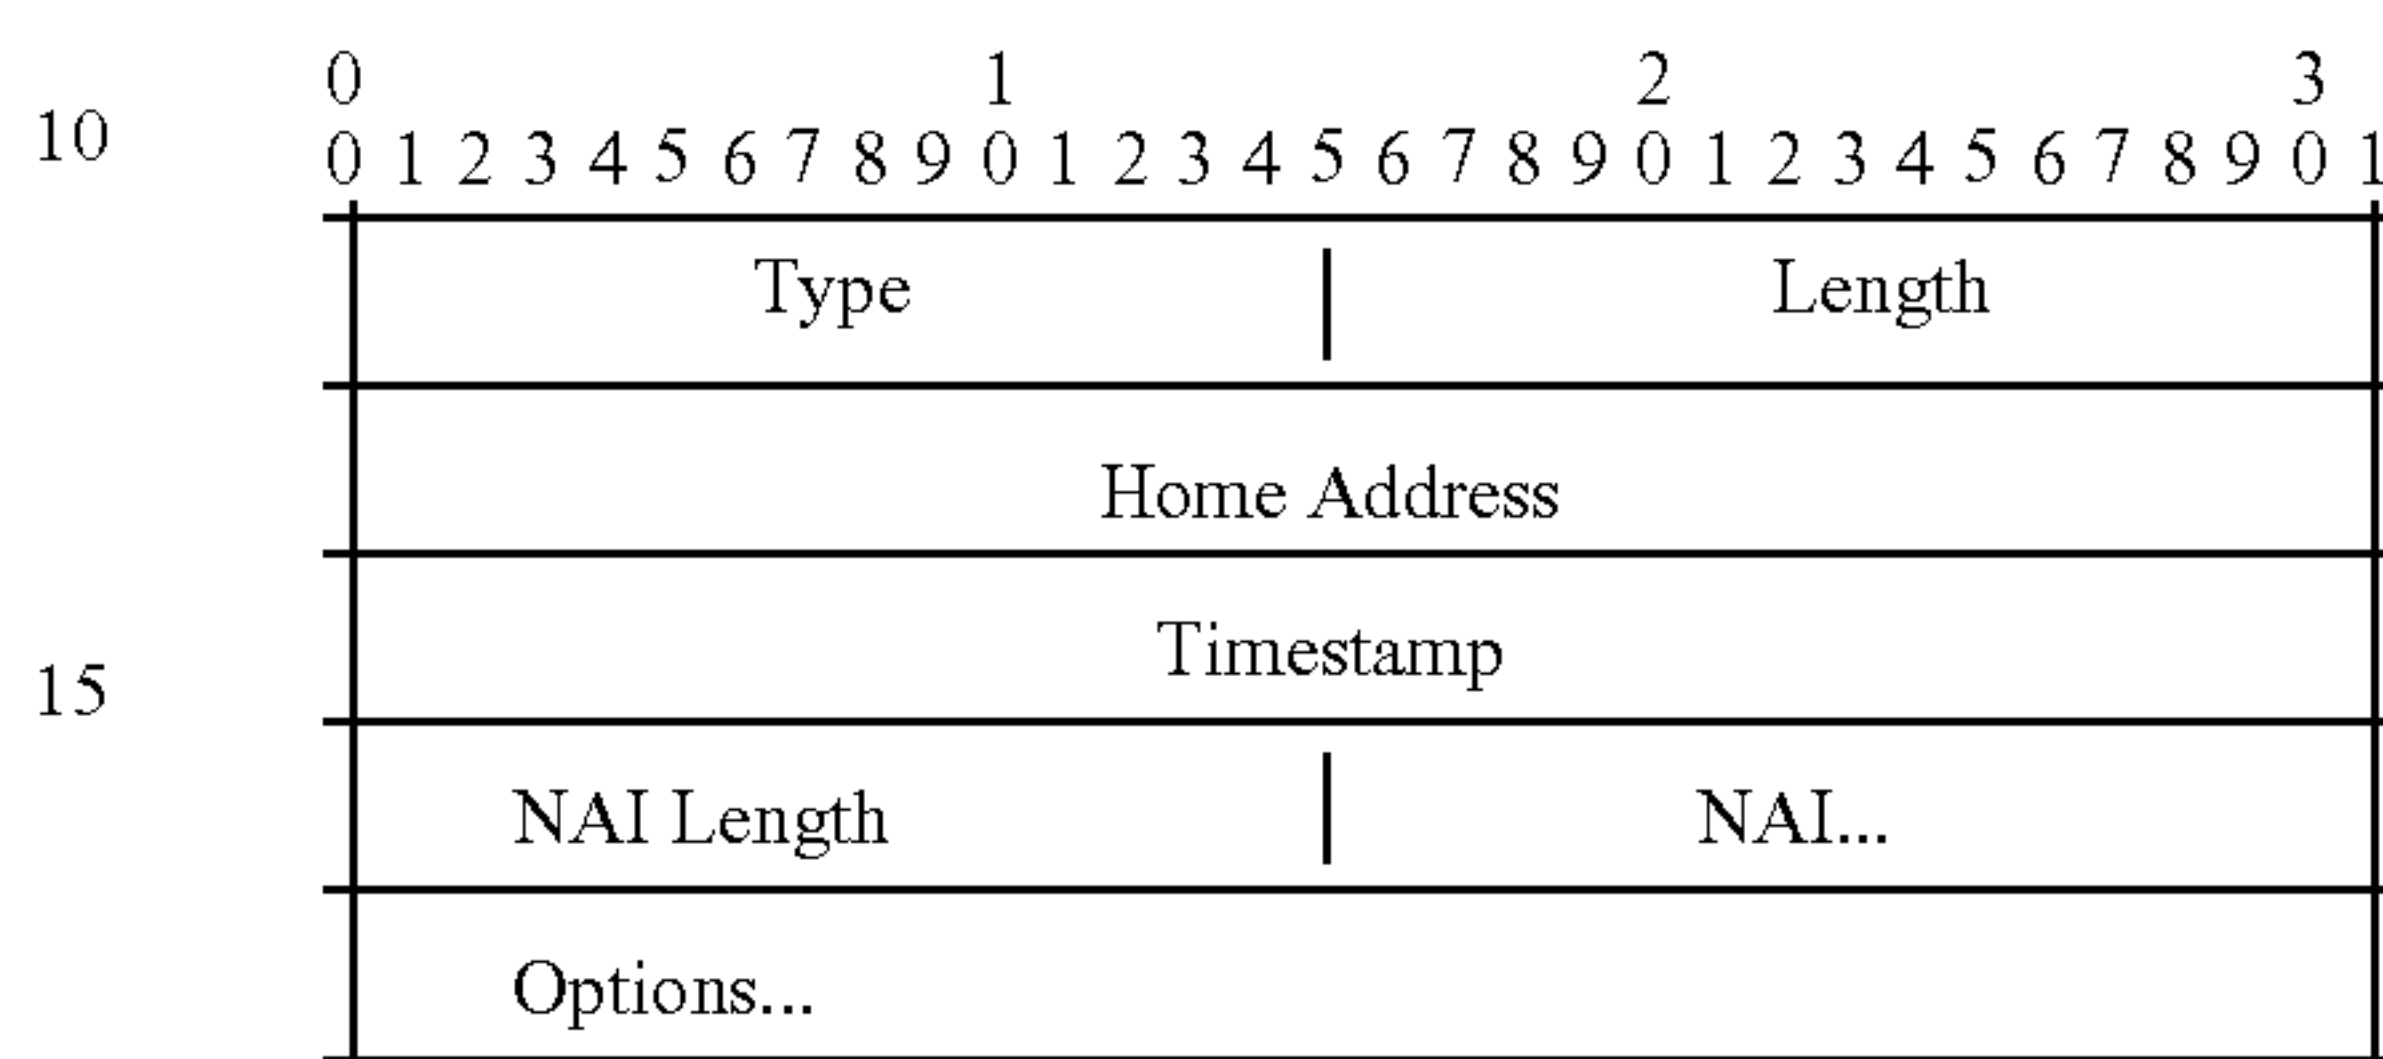 0 1 2 3
10
0 1 2 3 4 5 6 7 8 9 0 1 2 3 4 5 6 7 8 9 0 1 2 3 4 5 6 7 8 9 0 1
Type | Length
Home Address
Timestamp
15
NAI Length | NAI...
Options...